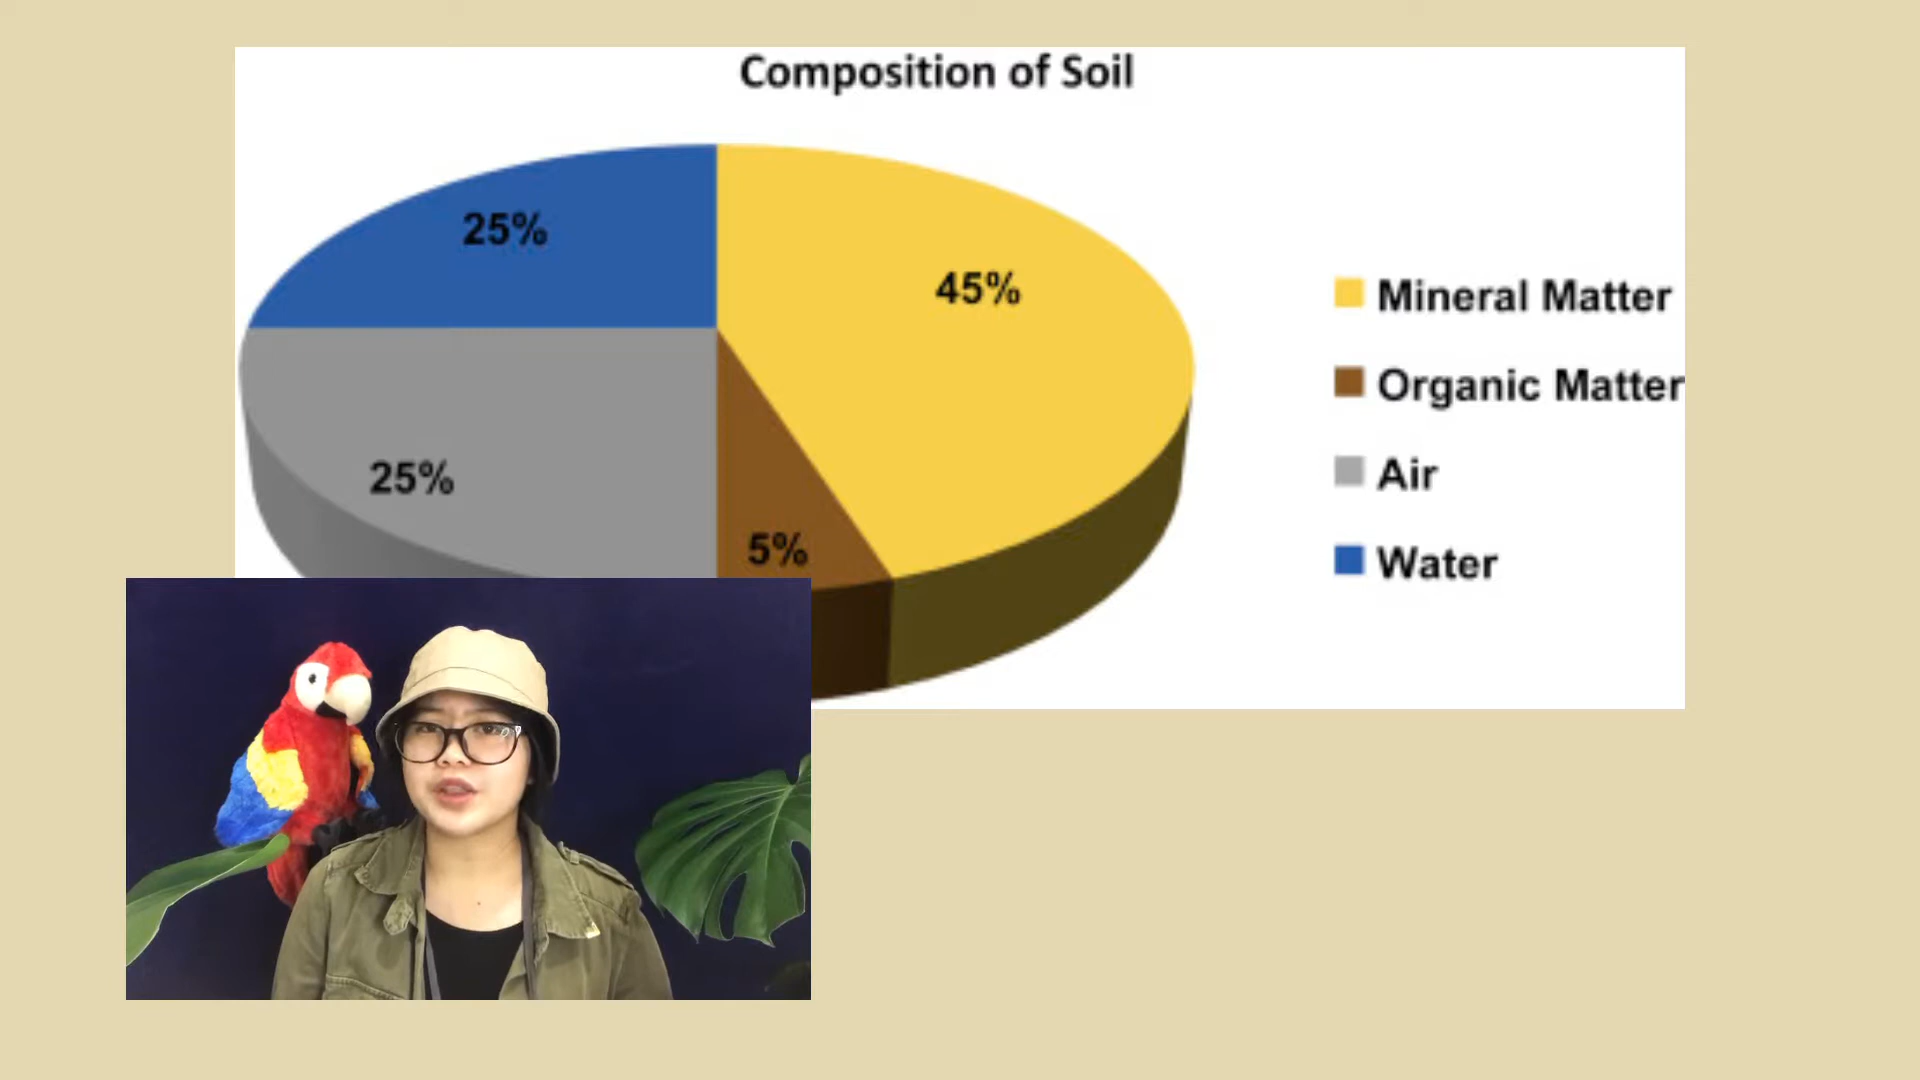 Composition of Soil
25%
45%
25%
5%
Mineral Matter
Organic Matter
Air
Water